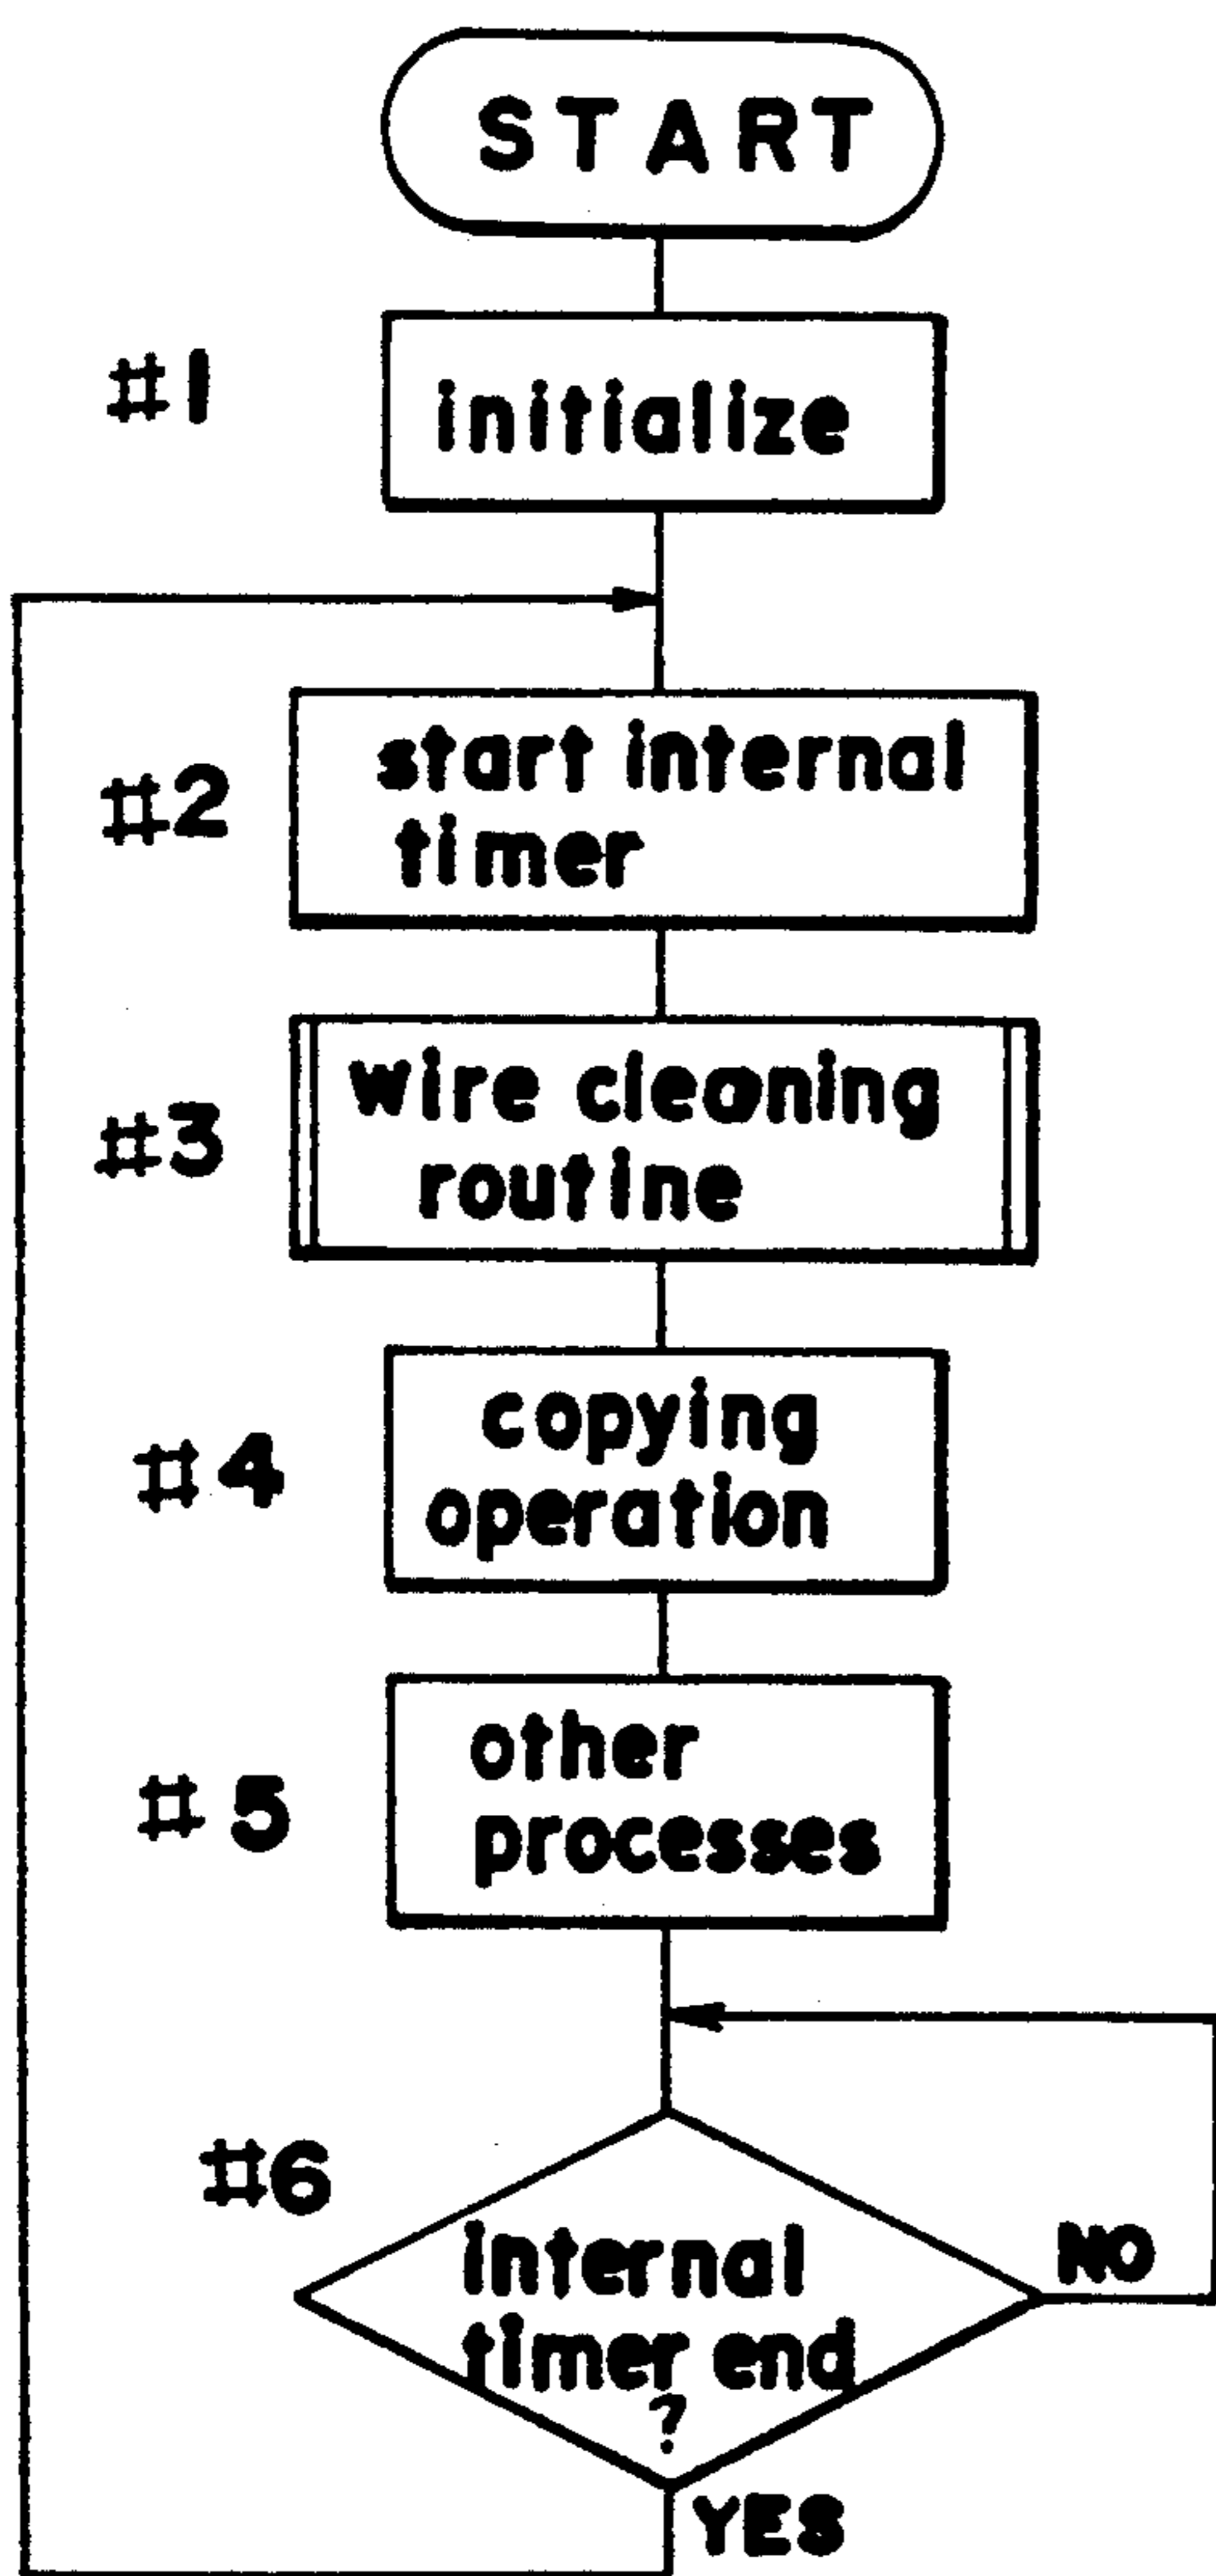 START
#1
initialize
#2
start internal
timer
#3
wire cleaning
routine
#4
copying
operation
#5
other
processes
#6
internal
timer end
?
NO
YES